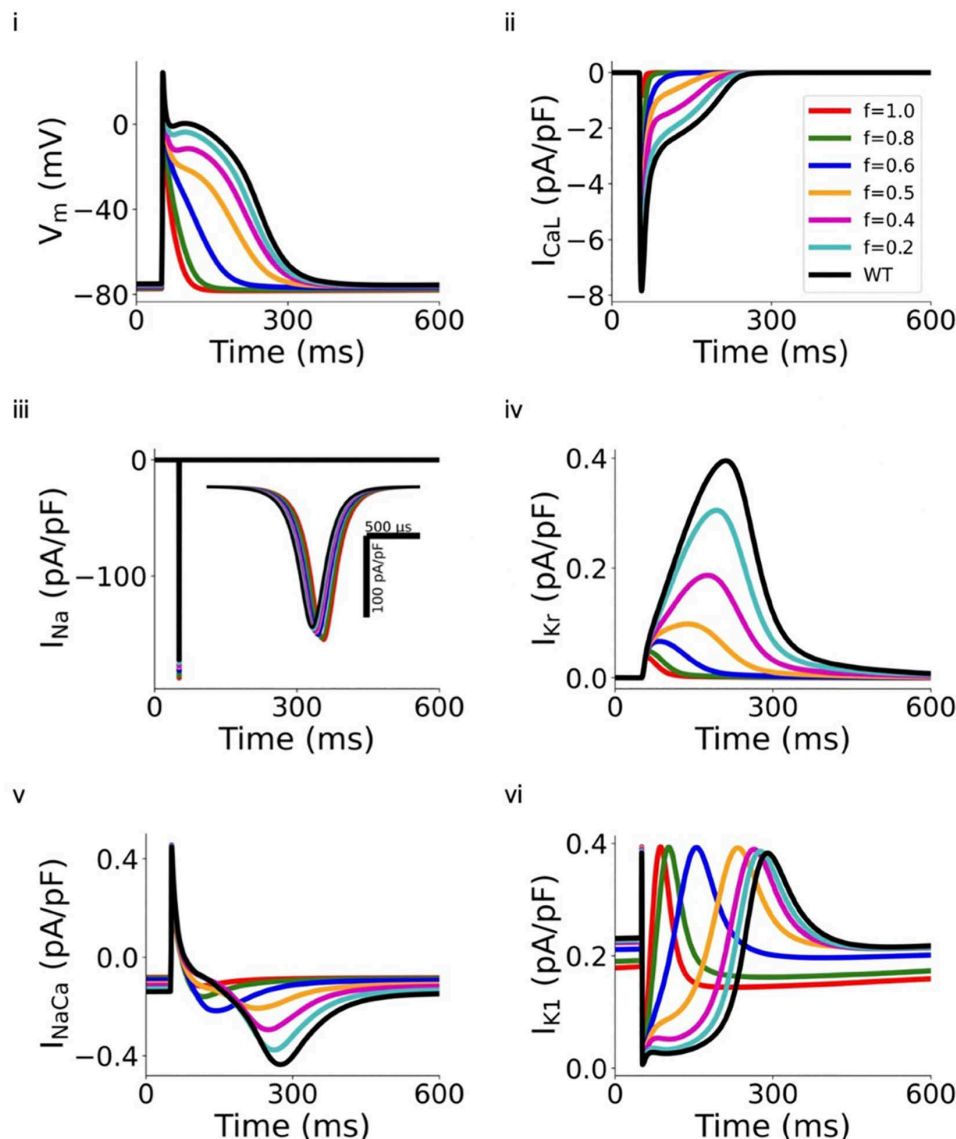 i
V_m (mV)
0
−40
−80
0
300
600
Time (ms)
ii
I_CaL (pA/pF)
0
−2
−4
−6
−8
f=1.0
f=0.8
f=0.6
f=0.5
f=0.4
f=0.2
WT
0
300
600
Time (ms)
iii
I_Na (pA/pF)
0
−100
500 µs
100 pA/pF
0
300
600
Time (ms)
iv
I_Kr (pA/pF)
0.4
0.2
0.0
0
300
600
Time (ms)
v
I_NaCa (pA/pF)
0.4
0.0
−0.4
0
300
600
Time (ms)
vi
I_K1 (pA/pF)
0.4
0.2
0.0
0
300
600
Time (ms)